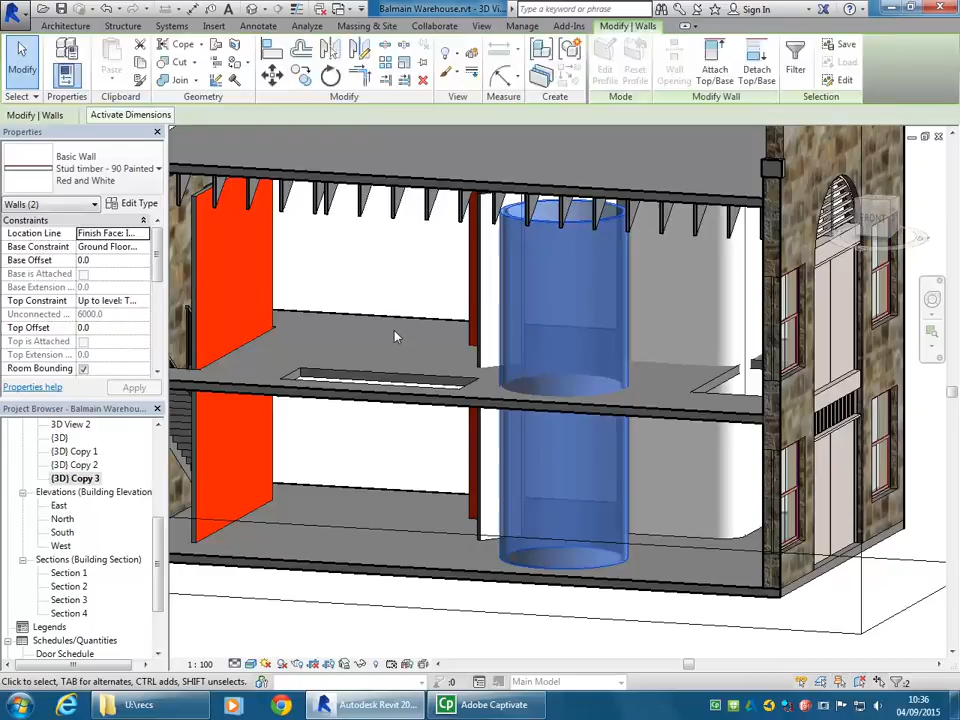 Balmain Warehouse.rvt - 3D Vi...
Type a keyword or phrase
Sign In
Architecture Structure Systems Insert Annotate Analyze Massing & Site Collaborate View Manage Add-Ins Modify | Walls
Modify
Properties
Paste
Cope
Cut
Join
Edit Profile
Reset Profile
Wall Opening
Attach Top/Base
Detach Top/Base
Filter
Save
Load
Edit
Select Properties Clipboard Geometry Modify View Measure Create Mode Modify Wall Selection
Modify | Walls Activate Dimensions
Properties
Basic Wall
Stud timber - 90 Painted Red and White
Walls (2) Edit Type
Constraints
Location Line Finish Face: I...
Base Constraint Ground Floor...
Base Offset 0.0
Base is Attached
Base Extension ... 0.0
Top Constraint Up to level: T...
Unconnected ... 6000.0
Top Offset 0.0
Top is Attached
Top Extension ... 0.0
Room Bounding
Properties help Apply
Project Browser - Balmain Warehou...
3D View 2
{3D}
{3D} Copy 1
{3D} Copy 2
{3D} Copy 3
Elevations (Building Elevation
East
North
South
West
Sections (Building Section)
Section 1
Section 2
Section 3
Section 4
Legends
Schedules/Quantities
Door Schedule
FRONT
1 : 100
Click to select, TAB for alternates, CTRL adds, SHIFT unselects.
:0
Main Model
:2
U:\recs
Autodesk Revit 20...
Adobe Captivate
10:36
04/09/2015